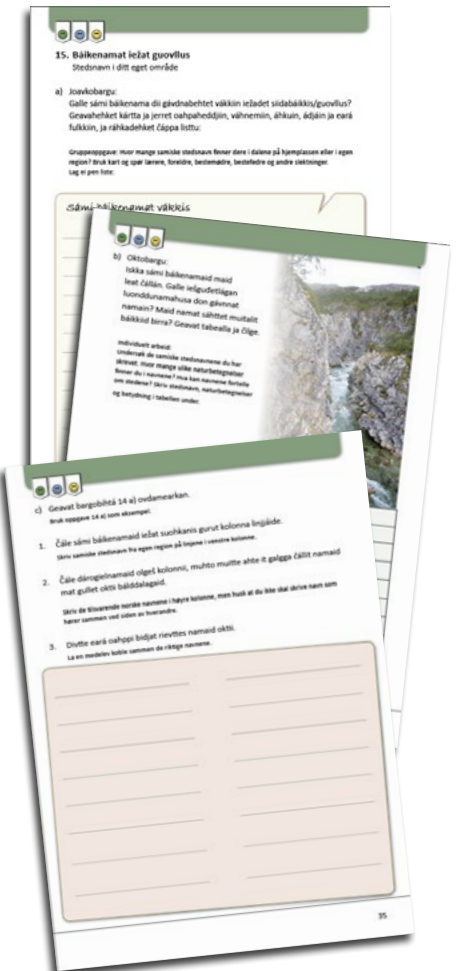 15. Báikenamat iežat guovllus
Stedsnavn i ditt eget område
a) Joavkobargu:
Galle sámi báikenama dii gávdnabehtet vákkiin iežadet siidabáikkis/guovllus?
Geavahehket kártta ja jerret oahpaheddjiin, váhnemiin, áhkuin, ádjáin ja eará
fulkkiin, ja ráhkadehket čáppa listtu:
Gruppeoppgave: Hvor mange samiske stedsnavn finner dere i dalene på hjemplassen eller i egen
region? Bruk kart og spør lærere, foreldre, bestemødre, bestefedre og andre slektninger.
Lag ei pen liste:
Sámi báikenamat vákkis
b) Oktobargu:
Iskka sámi báikenamaid maid
leat čállán. Galle iešguđetlágan
luonddunamahusa don gávnnat
namain? Maid namat sáhttet muitalit
báikkiid birra? Geavat tabealla ja čilge.
Individuelt arbeid:
Undersøk de samiske stedsnavnene du har
skrevet. Hvor mange ulike naturbetegnelser
finner du i navnene? Hva kan navnene fortelle
om stedene? Skriv stedsnavn, naturbetegnelser
og betydning i tabellen under.
c) Geavat bargobihtá 14 a) ovdamearkan.
Bruk oppgave 14 a) som eksempel.
1. Čále sámi báikenamaid iežat suohkanis gurut kolonna linjjáide.
Skriv samiske stedsnavn fra egen region på linjene i venstre kolonne.
2. Čále dárogielnamaid olgeš kolonnii, muhto muitte ahte it galgga čállit namaid
mat gullet oktii bálddalagaid.
Skriv de tilsvarende norske navnene i høyre kolonne, men husk at du ikke skal skrive navn som
hører sammen ved siden av hverandre.
3. Divtte eará oahppi bidjat rievttes namaid oktii.
La en medelev koble sammen de riktige navnene.
35